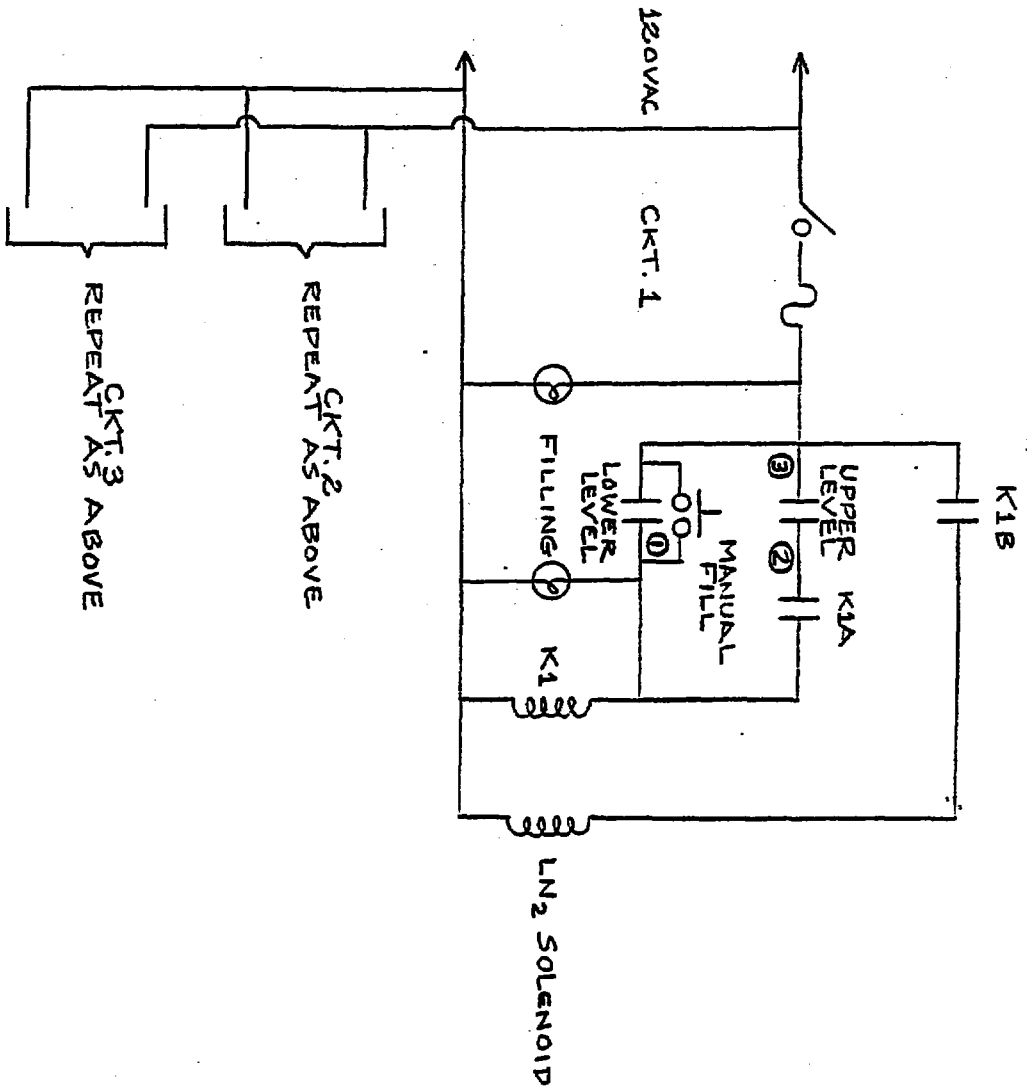 120VAC
CKT. 1
K1B
③
UPPER
LEVEL
②
K1A
LOWER
LEVEL
①
MANUAL
FILL
FILLING
K1
LN₂ SOLENOID
CKT. 2
REPEAT AS ABOVE
CKT. 3
REPEAT AS ABOVE